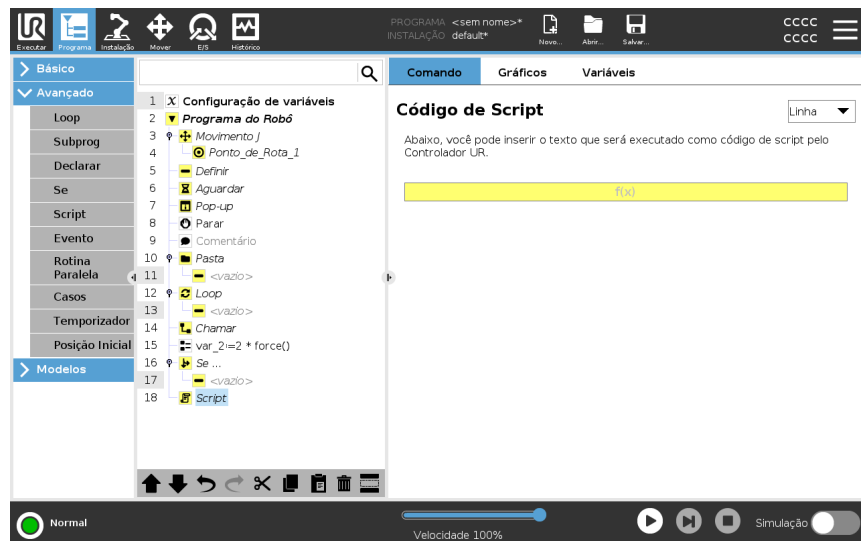 PROGRAMA <sem nome>*
INSTALAÇÃO default*
CCCC
CCCC
UR
Executar Programa Instalação Mover E/S Histórico Novo... Abrir... Salvar...
Básico
Avançado
Loop
Subprog
Declarar
Se
Script
Evento
Rotina
Paralela
Casos
Temporizador
Posição Inicial
Modelos
1 X Configuração de variáveis
2 Programa do Robô
3 Movimento J
4 Ponto_de_Rota_1
5 Definir
6 Aguardar
7 Pop-up
8 Parar
9 Comentário
10 Pasta
11 <vazio>
12 Loop
13 <vazio>
14 Chamar
15 var_2:=2 * force()
16 Se ...
17 <vazio>
18 Script
Comando Gráficos Variáveis
Código de Script Linha
Abaixo, você pode inserir o texto que será executado como código de script pelo
Controlador UR.
f(x)
Normal
Velocidade 100%
Simulação